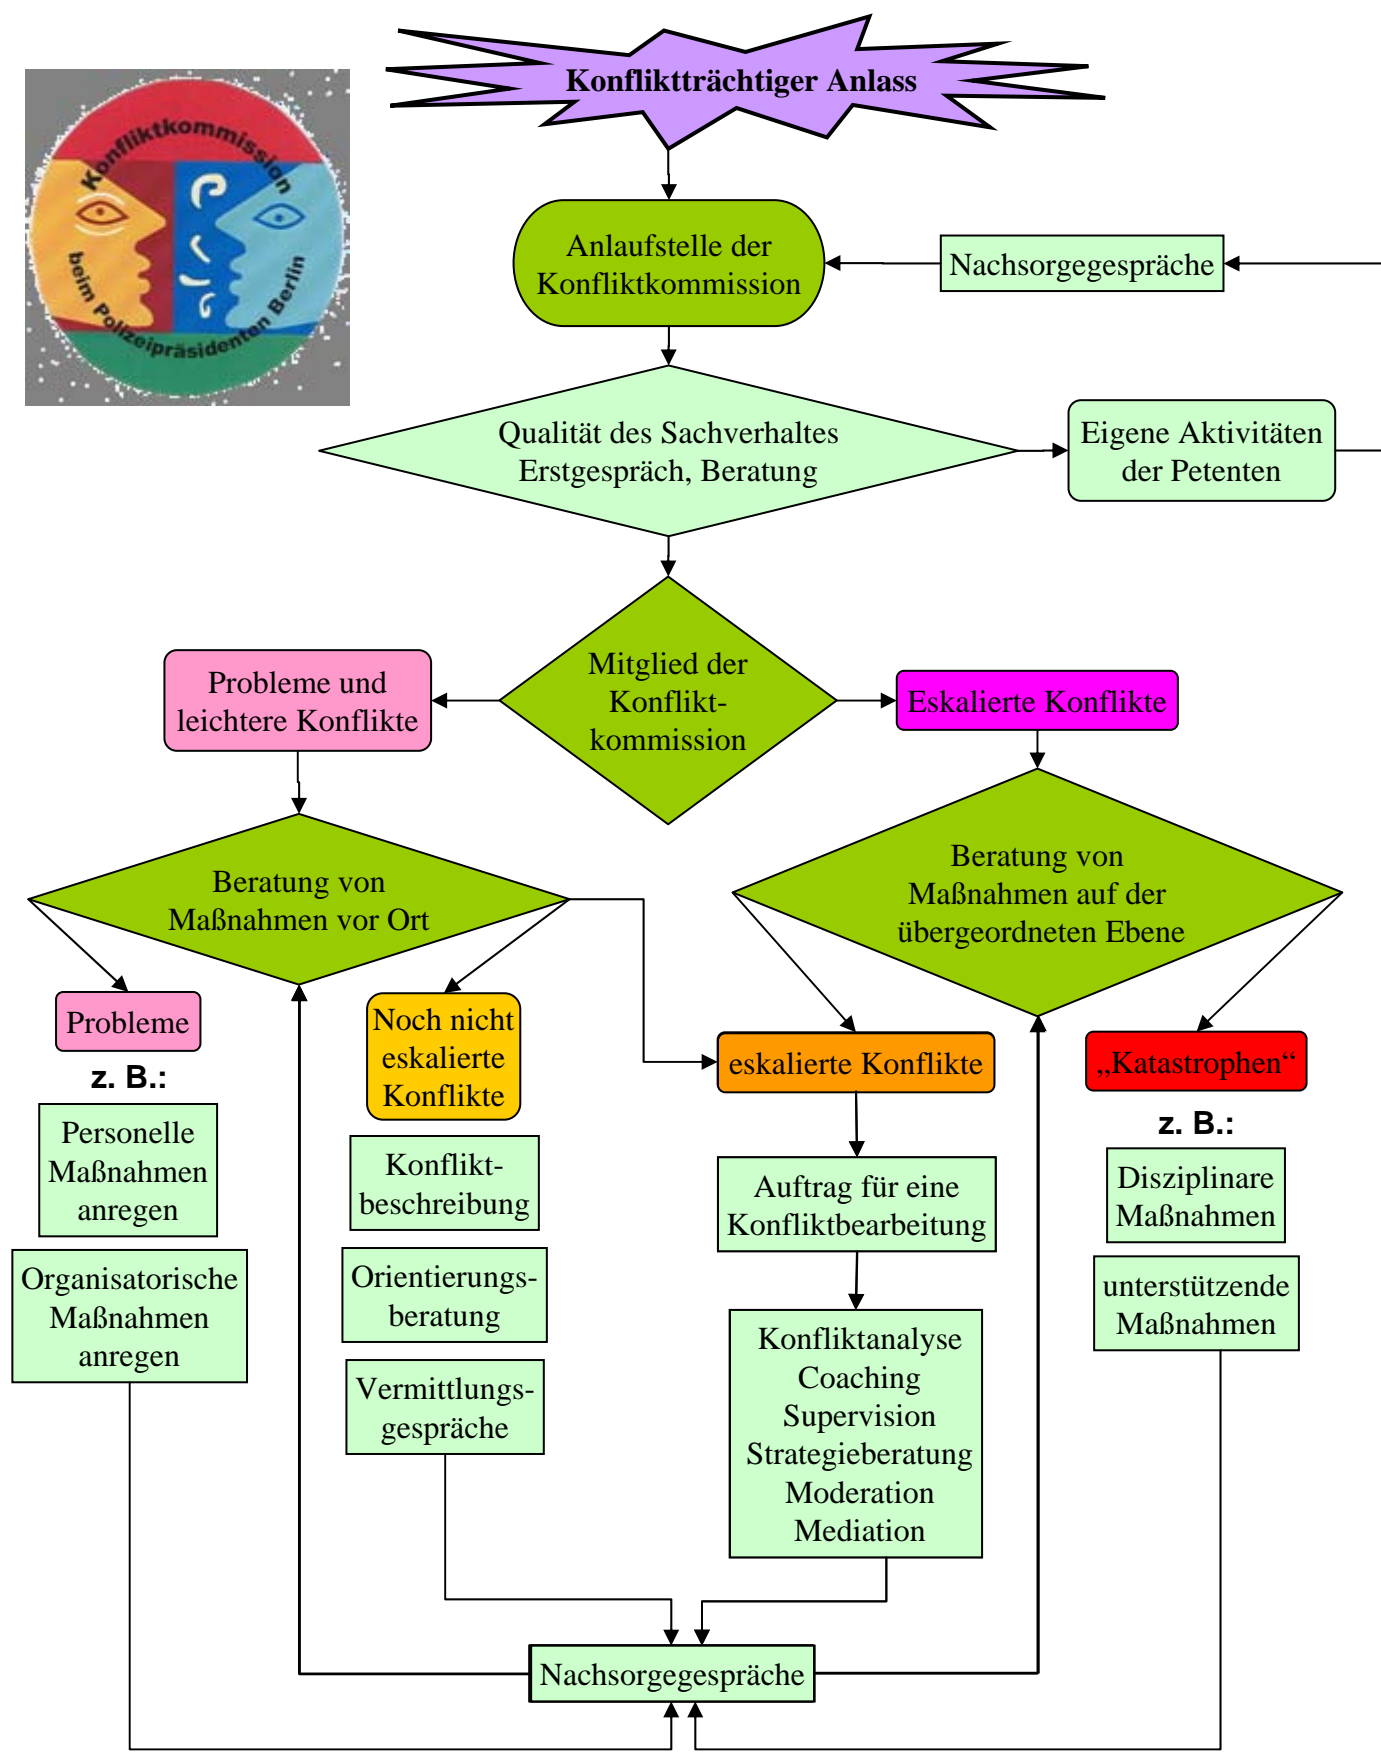 Konfliktträchtiger Anlass
Konfliktkommission
beim Polizeipräsidenten Berlin
Anlaufstelle der
Konfliktkommission
Nachsorgegespräche
Qualität des Sachverhaltes
Erstgespräch, Beratung
Eigene Aktivitäten
der Petenten
Mitglied der
Konflikt-
kommission
Probleme und
leichtere Konflikte
Eskalierte Konflikte
Beratung von
Maßnahmen vor Ort
Beratung von
Maßnahmen auf der
übergeordneten Ebene
Probleme
z. B.:
Personelle
Maßnahmen
anregen
Organisatorische
Maßnahmen
anregen
Noch nicht
eskalierte
Konflikte
Konflikt-
beschreibung
Orientierungs-
beratung
Vermittlungs-
gespräche
eskalierte Konflikte
Auftrag für eine
Konfliktbearbeitung
Konfliktanalyse
Coaching
Supervision
Strategieberatung
Moderation
Mediation
„Katastrophen“
z. B.:
Disziplinare
Maßnahmen
unterstützende
Maßnahmen
Nachsorgegespräche